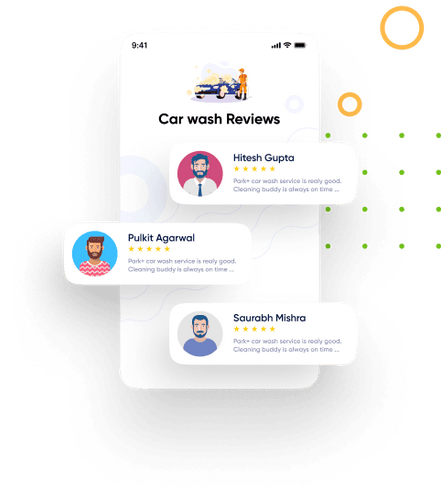 9:41
Car wash Reviews
Hitesh Gupta
Park+ car wash service is realy good.
Cleaning buddy is always on time ...
Pulkit Agarwal
Park+ car wash service is realy good.
Cleaning buddy is always on time ...
Saurabh Mishra
Park+ car wash service is realy good.
Cleaning buddy is always on time ...